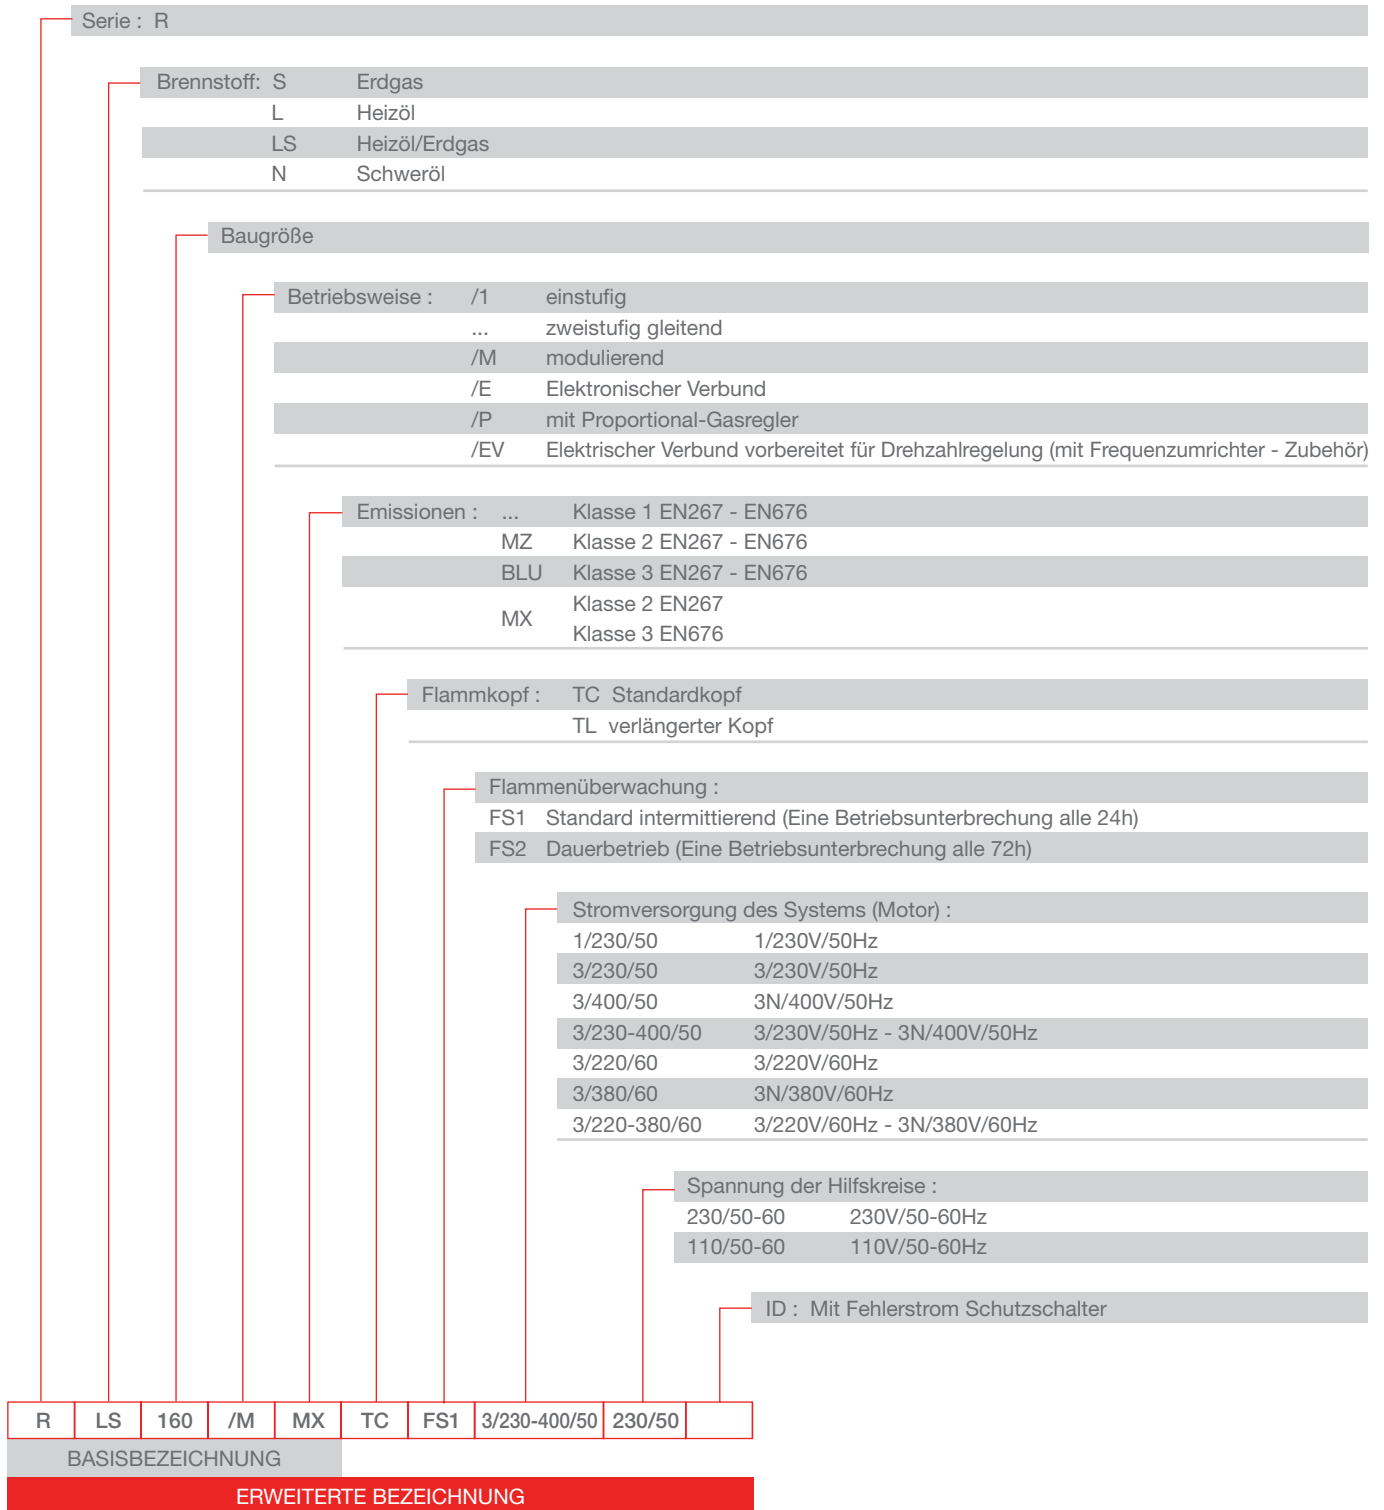 Serie : R
Brennstoff: S Erdgas
L Heizöl
LS Heizöl/Erdgas
N Schweröl
Baugröße
Betriebsweise : /1 einstufig
... zweistufig gleitend
/M modulierend
/E Elektronischer Verbund
/P mit Proportional-Gasregler
/EV Elektrischer Verbund vorbereitet für Drehzahlregelung (mit Frequenzumrichter - Zubehör)
Emissionen : ... Klasse 1 EN267 - EN676
MZ Klasse 2 EN267 - EN676
BLU Klasse 3 EN267 - EN676
MX Klasse 2 EN267
Klasse 3 EN676
Flammkopf : TC Standardkopf
TL verlängerter Kopf
Flammenüberwachung :
FS1 Standard intermittierend (Eine Betriebsunterbrechung alle 24h)
FS2 Dauerbetrieb (Eine Betriebsunterbrechung alle 72h)
Stromversorgung des Systems (Motor) :
1/230/50 1/230V/50Hz
3/230/50 3/230V/50Hz
3/400/50 3N/400V/50Hz
3/230-400/50 3/230V/50Hz - 3N/400V/50Hz
3/220/60 3/220V/60Hz
3/380/60 3N/380V/60Hz
3/220-380/60 3/220V/60Hz - 3N/380V/60Hz
Spannung der Hilfskreise :
230/50-60 230V/50-60Hz
110/50-60 110V/50-60Hz
ID : Mit Fehlerstrom Schutzschalter
R LS 160 /M MX TC FS1 3/230-400/50 230/50
BASISBEZEICHNUNG
ERWEITERTE BEZEICHNUNG